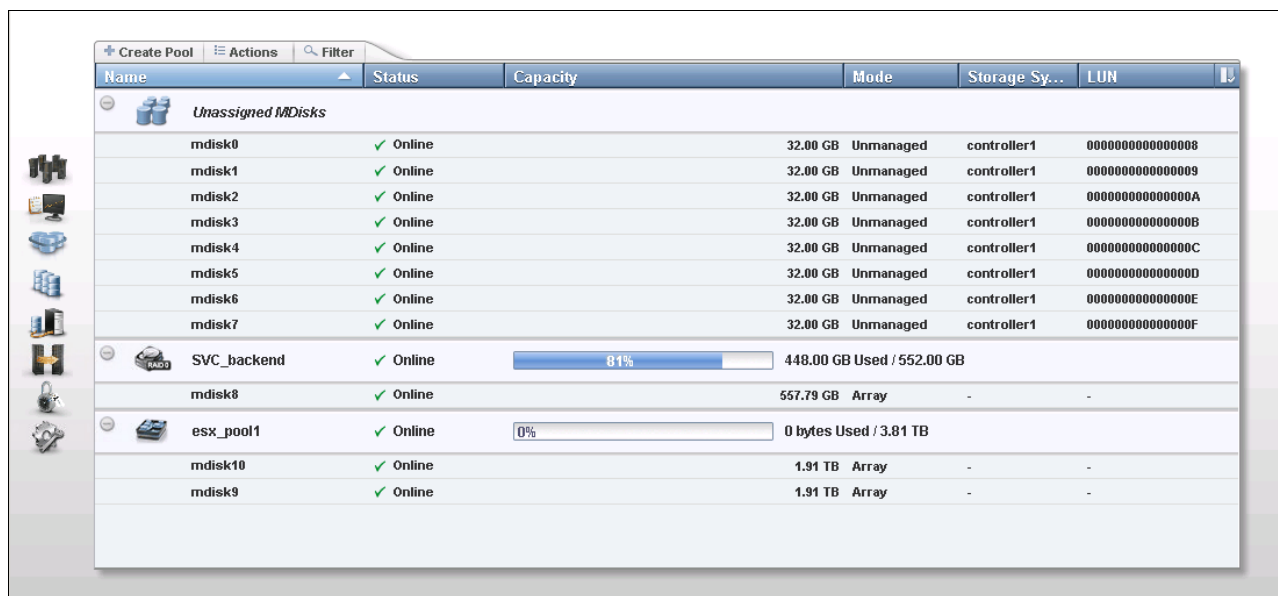 Create Pool Actions Filter
Name Status Capacity Mode Storage Sy... LUN
Unassigned MDisks
mdisk0 Online 32.00 GB Unmanaged controller1 0000000000000008
mdisk1 Online 32.00 GB Unmanaged controller1 0000000000000009
mdisk2 Online 32.00 GB Unmanaged controller1 000000000000000A
mdisk3 Online 32.00 GB Unmanaged controller1 000000000000000B
mdisk4 Online 32.00 GB Unmanaged controller1 000000000000000C
mdisk5 Online 32.00 GB Unmanaged controller1 000000000000000D
mdisk6 Online 32.00 GB Unmanaged controller1 000000000000000E
mdisk7 Online 32.00 GB Unmanaged controller1 000000000000000F
RAID 0 SVC_backend Online 81% 448.00 GB Used / 552.00 GB
mdisk8 Online 557.79 GB Array - -
esx_pool1 Online 0% 0 bytes Used / 3.81 TB
mdisk10 Online 1.91 TB Array - -
mdisk9 Online 1.91 TB Array - -